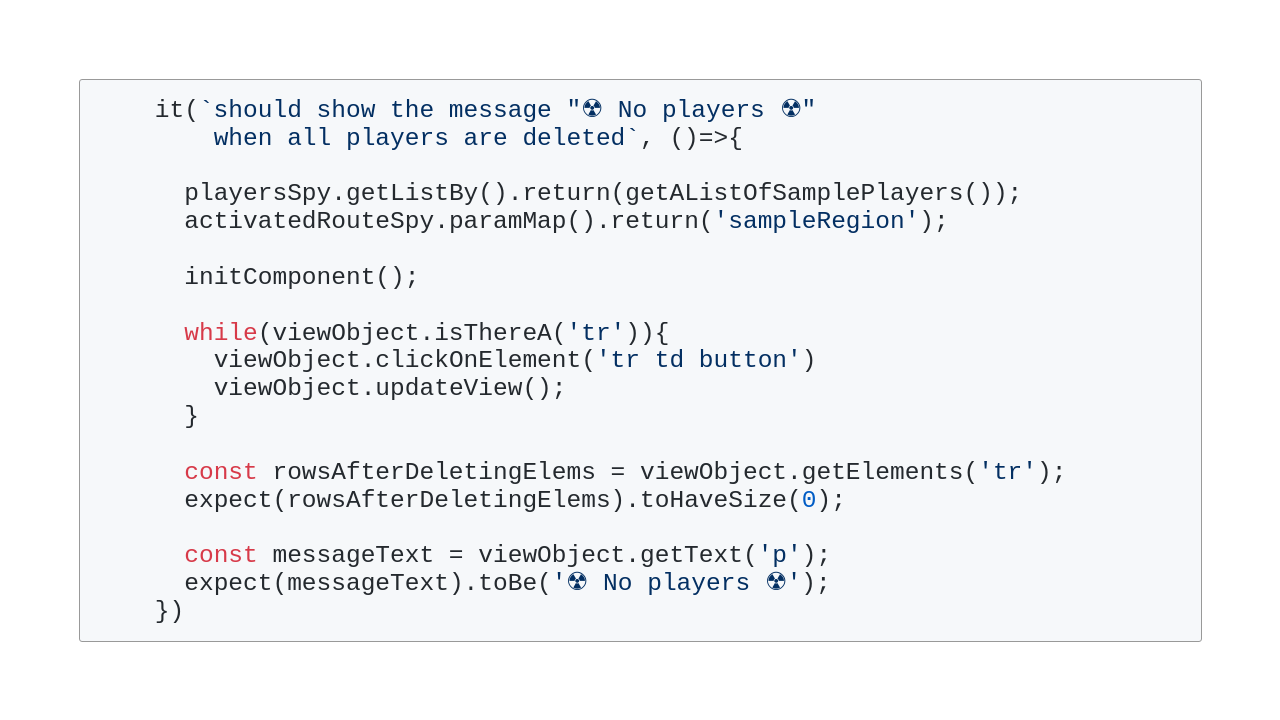 it(`should show the message "☢ No players ☢"
    when all players are deleted`, ()=>{

  playersSpy.getListBy().return(getAListOfSamplePlayers());
  activatedRouteSpy.paramMap().return('sampleRegion');

  initComponent();

  while(viewObject.isThereA('tr')){
    viewObject.clickOnElement('tr td button')
    viewObject.updateView();
  }

  const rowsAfterDeletingElems = viewObject.getElements('tr');
  expect(rowsAfterDeletingElems).toHaveSize(0);

  const messageText = viewObject.getText('p');
  expect(messageText).toBe('☢ No players ☢');
})